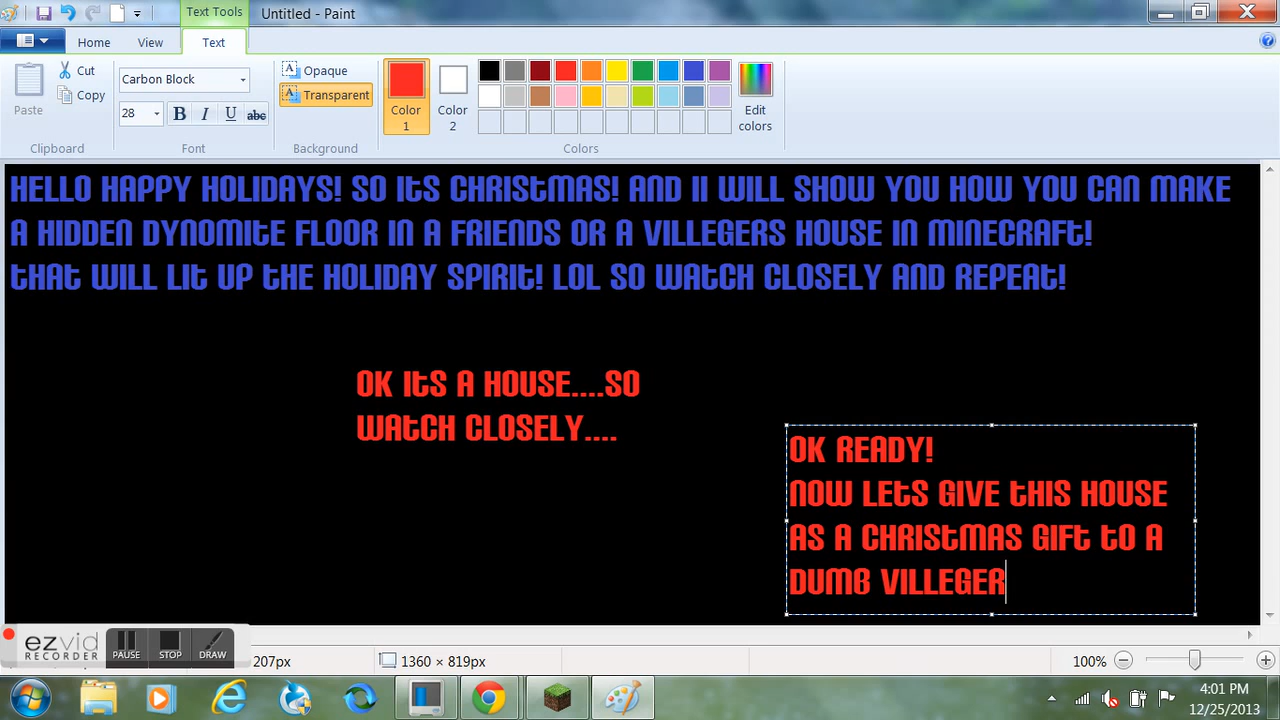 Text Tools
Untitled - Paint
Home
View
Text
Paste
Cut
Copy
Clipboard
Carbon Block
28
B I U abc
Font
Opaque
Transparent
Background
Color 1
Color 2
Edit colors
Colors
HELLO HAPPY HOLIDAYS! SO ITS CHRISTMAS! AND II WILL SHOW YOU HOW YOU CAN MAKE
A HIDDEN DYNOMITE FLOOR IN A FRIENDS OR A VILLEGERS HOUSE IN MINECRAFT!
THAT WILL LIT UP THE HOLIDAY SPIRIT! LOL SO WATCH CLOSELY AND REPEAT!
OK ITS A HOUSE....SO
WATCH CLOSELY....
OK READY!
NOW LETS GIVE THIS HOUSE
AS A CHRISTMAS GIFT TO A
DUMB VILLEGER
ezvid
RECORDER
PAUSE
STOP
DRAW
207px
1360 × 819px
100%
4:01 PM
12/25/2013